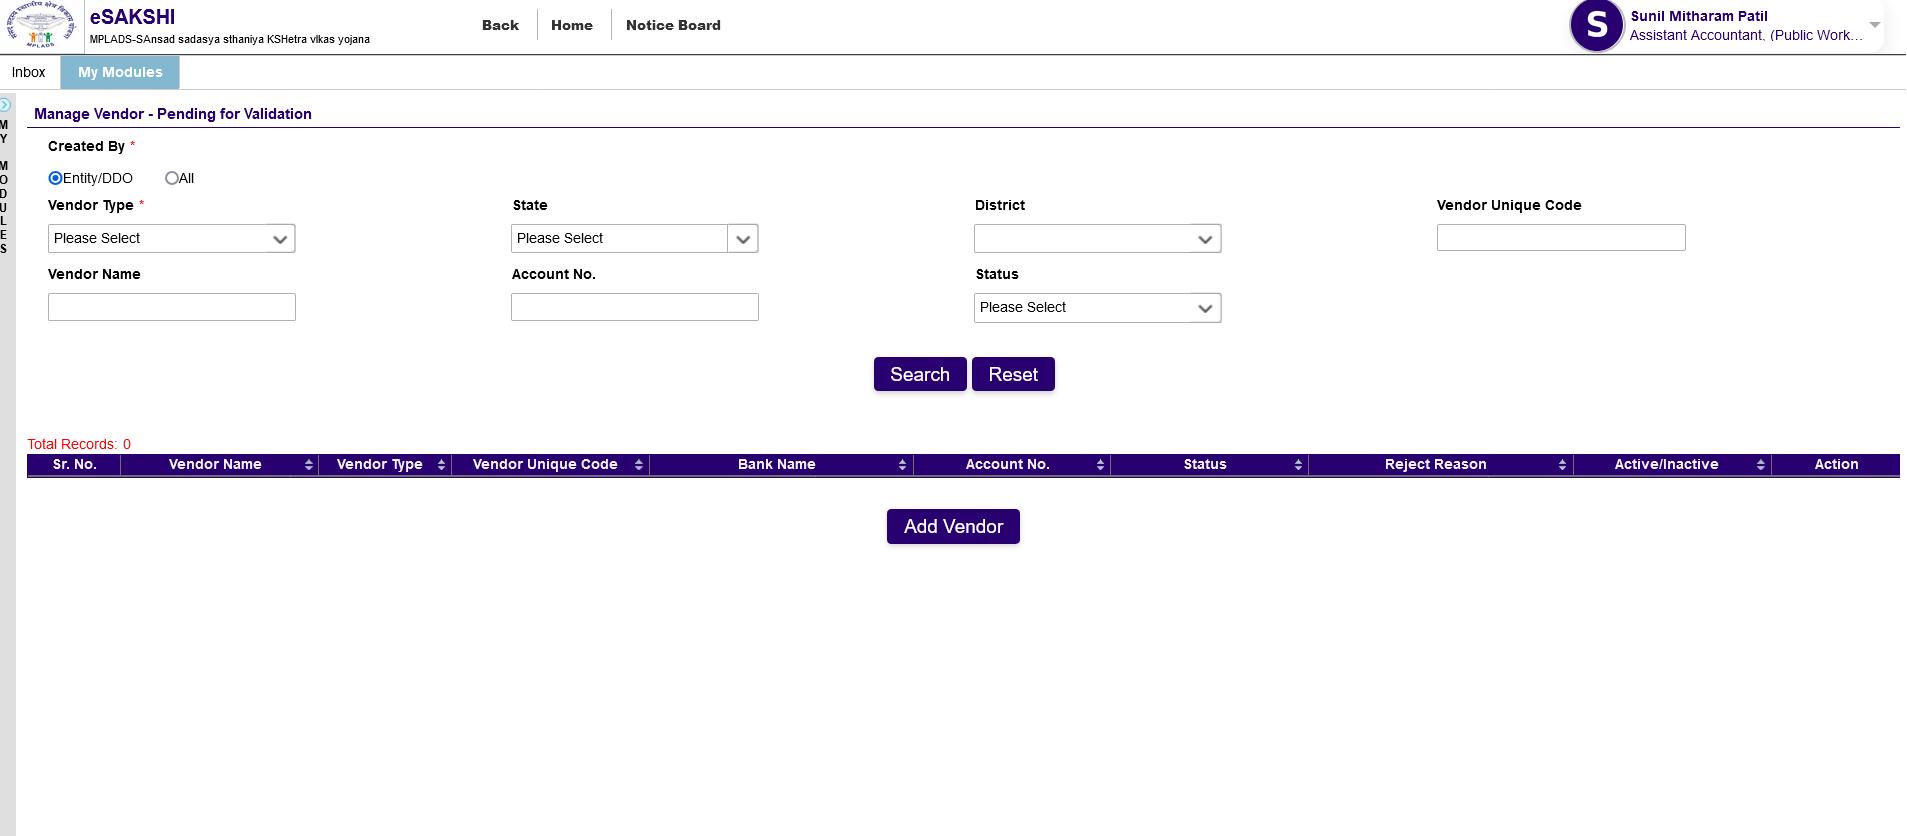 eSAKSHI
MPLADS-SAnsad sadasya sthaniya KSHetra vIkas yojana
MPLADS
Back
Home
Notice Board
S
Sunil Mitharam Patil
Assistant Accountant, (Public Work...
Inbox
My Modules
MY MODULES
Manage Vendor - Pending for Validation
Created By *
Entity/DDO All
Vendor Type * State District Vendor Unique Code
Please Select Please Select
Vendor Name Account No. Status
Please Select
Search Reset
Total Records: 0
Sr. No. Vendor Name Vendor Type Vendor Unique Code Bank Name Account No. Status Reject Reason Active/Inactive Action
Add Vendor